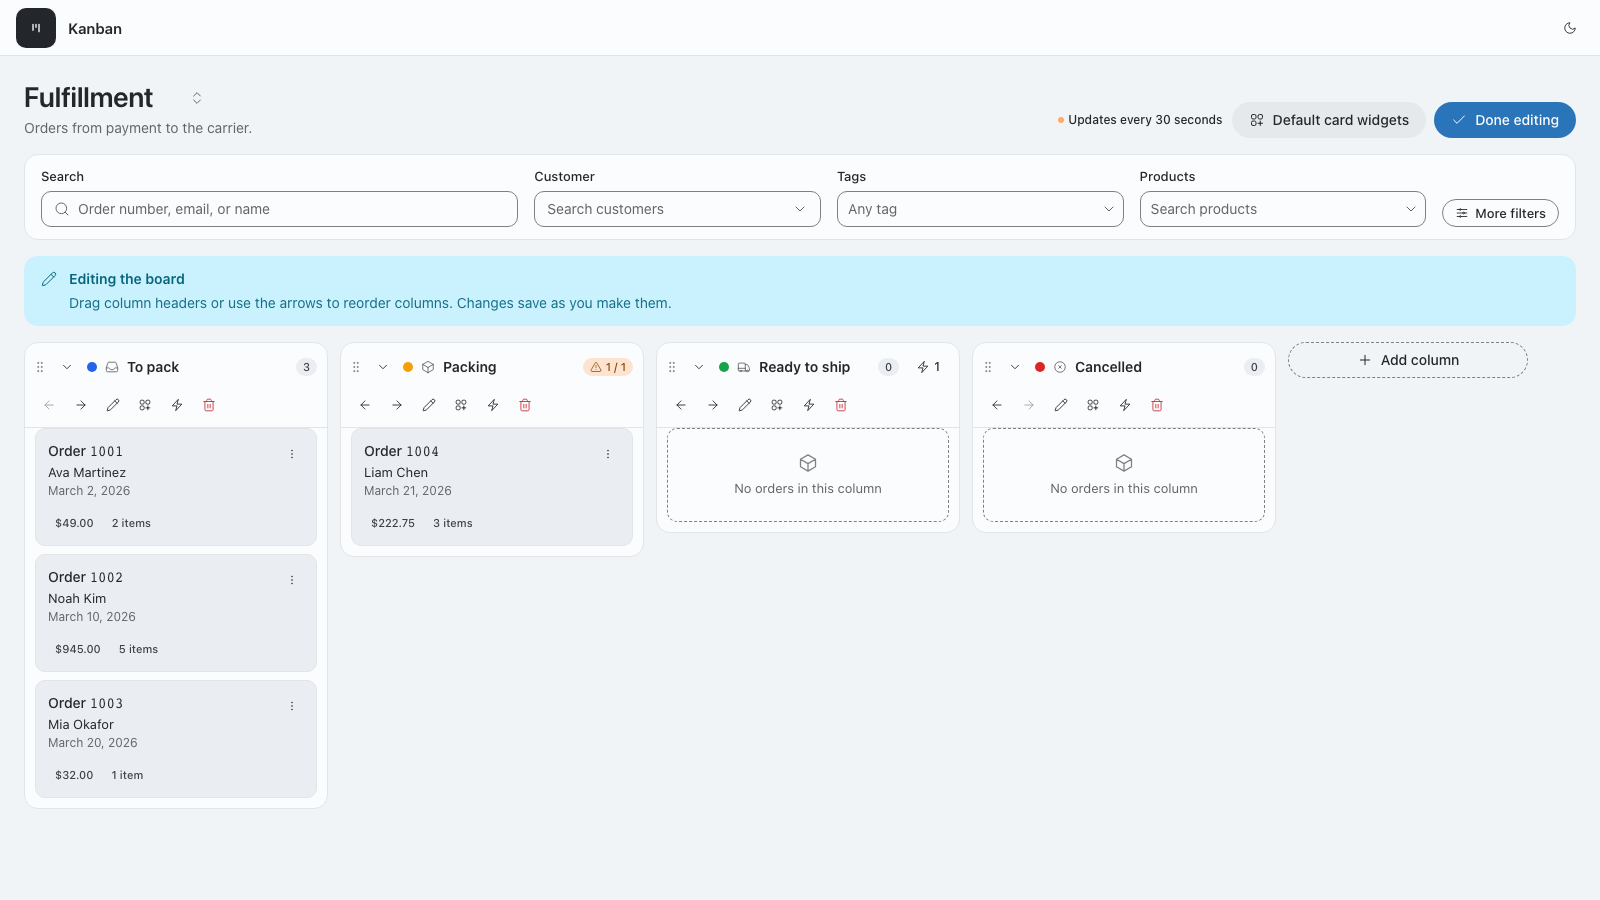 Kanban
Fulfillment
Orders from payment to the carrier.
Updates every 30 seconds
Default card widgets
Done editing
Search
Order number, email, or name
Customer
Search customers
Tags
Any tag
Products
Search products
More filters
Editing the board
Drag column headers or use the arrows to reorder columns. Changes save as you make them.
To pack
3
Order 1001
Ava Martinez
March 2, 2026
$49.00 2 items
Order 1002
Noah Kim
March 10, 2026
$945.00 5 items
Order 1003
Mia Okafor
March 20, 2026
$32.00 1 item
Packing
1 / 1
Order 1004
Liam Chen
March 21, 2026
$222.75 3 items
Ready to ship
0
1
No orders in this column
Cancelled
0
No orders in this column
Add column